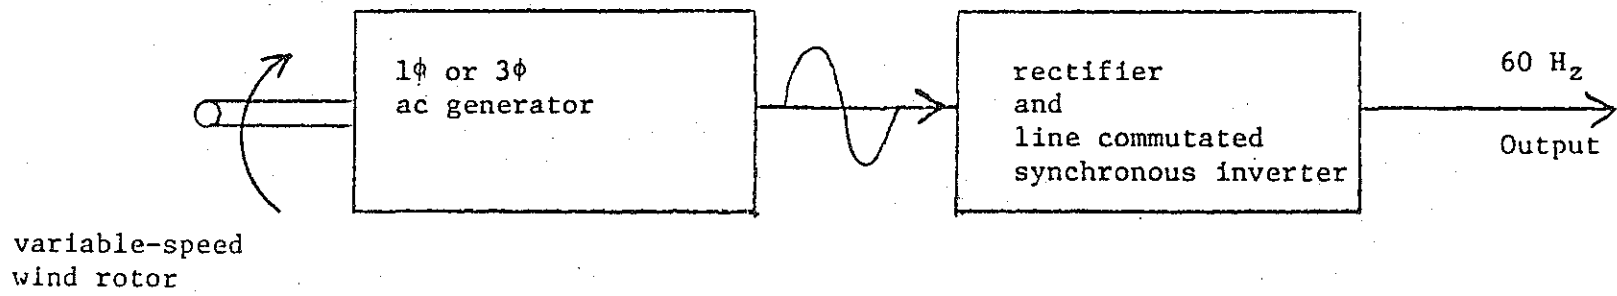 1ϕ or 3ϕ
ac generator
rectifier
and
line commutated
synchronous inverter
60 Hz
Output
variable-speed
wind rotor